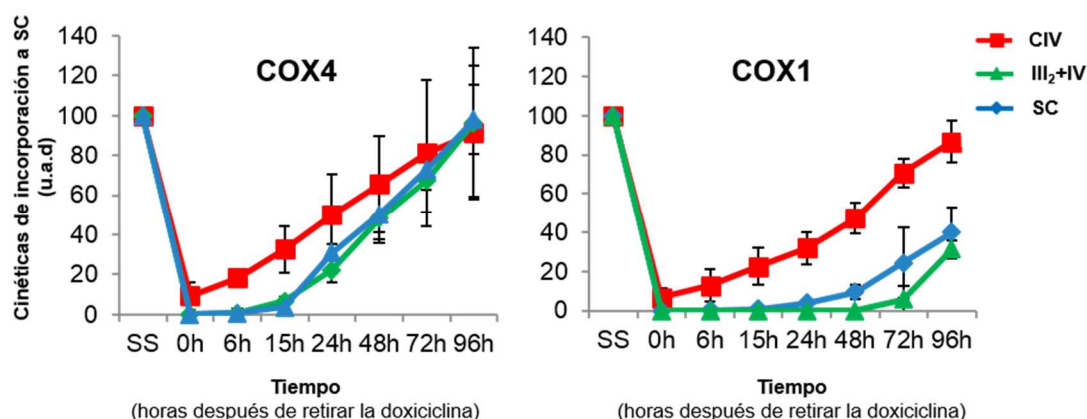 Cinéticas de incorporación a SC
(u.a.d)
140
120
100
80
60
40
20
0
COX4
SS 0h 6h 15h 24h 48h 72h 96h
Tiempo
(horas después de retirar la doxiciclina)
140
120
100
80
60
40
20
0
COX1
SS 0h 6h 15h 24h 48h 72h 96h
Tiempo
(horas después de retirar la doxiciclina)
CIV
III₂+IV
SC